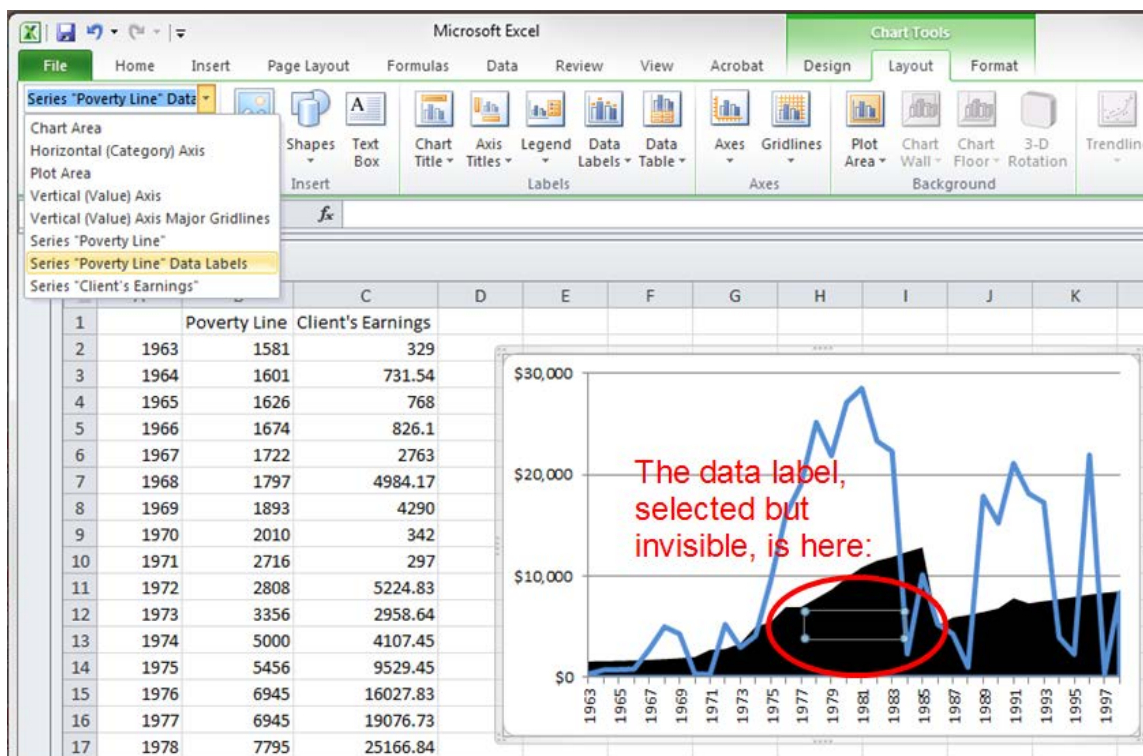 Microsoft Excel
Chart Tools
File Home Insert Page Layout Formulas Data Review View Acrobat Design Layout Format
Series "Poverty Line" Data
Chart Area
Horizontal (Category) Axis
Plot Area
Vertical (Value) Axis
Vertical (Value) Axis Major Gridlines
Series "Poverty Line"
Series "Poverty Line" Data Labels
Series "Client's Earnings"
Shapes
Text Box
Insert
Chart Title
Axis Titles
Legend
Data Labels
Data Table
Labels
Axes
Gridlines
Axes
Plot Area
Chart Wall
Chart Floor
3-D Rotation
Background
Trendlin
fx
C D E F G H I J K
1 Poverty Line Client's Earnings
2 1963 1581 329
3 1964 1601 731.54
4 1965 1626 768
5 1966 1674 826.1
6 1967 1722 2763
7 1968 1797 4984.17
8 1969 1893 4290
9 1970 2010 342
10 1971 2716 297
11 1972 2808 5224.83
12 1973 3356 2958.64
13 1974 5000 4107.45
14 1975 5456 9529.45
15 1976 6945 16027.83
16 1977 6945 19076.73
17 1978 7795 25166.84
$30,000
$20,000
$10,000
$0
The data label,
selected but
invisible, is here:
1963 1965 1967 1969 1971 1973 1975 1977 1979 1981 1983 1985 1987 1989 1991 1993 1995 1997